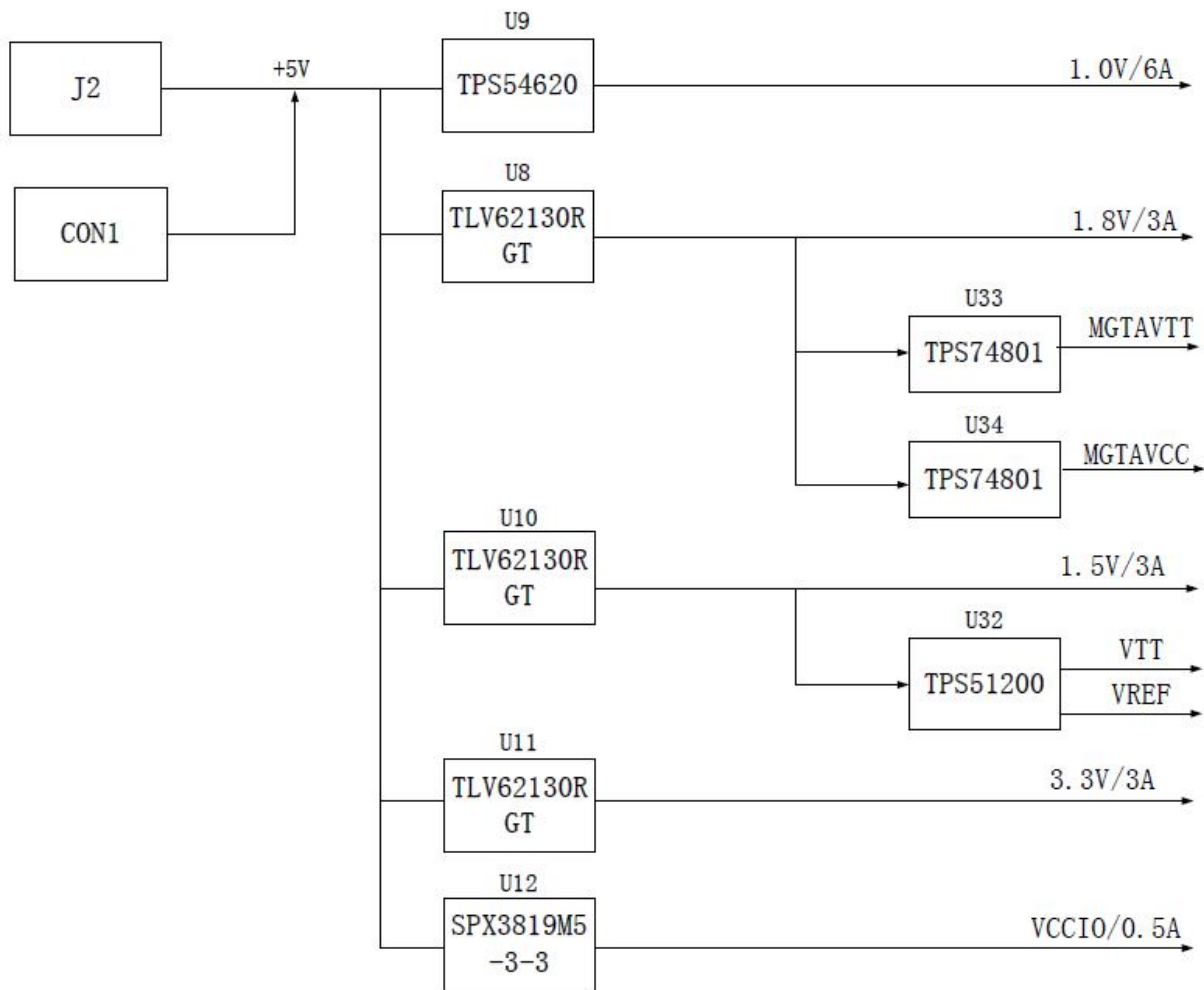 U9
J2
+5V
TPS54620
1.0V/6A
U8
CON1
TLV62130R
GT
1.8V/3A
U33
TPS74801
MGTAVTT
U34
TPS74801
MGTAVCC
U10
TLV62130R
GT
1.5V/3A
U32
TPS51200
VTT
VREF
U11
TLV62130R
GT
3.3V/3A
U12
SPX3819M5
-3-3
VCCIO/0.5A